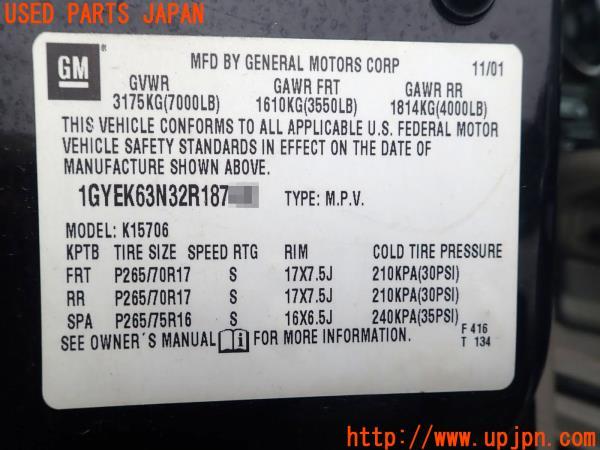 USED PARTS JAPAN
GM
MFD BY GENERAL MOTORS CORP 11/01
GVWR GAWR FRT GAWR RR
3175KG(7000LB) 1610KG(3550LB) 1814KG(4000LB)
THIS VEHICLE CONFORMS TO ALL APPLICABLE U.S. FEDERAL MOTOR
VEHICLE SAFETY STANDARDS IN EFFECT ON THE DATE OF
MANUFACTURE SHOWN ABOVE.
1GYEK63N32R187 TYPE: M.P.V.
MODEL: K15706
KPTB TIRE SIZE SPEED RTG RIM COLD TIRE PRESSURE
FRT P265/70R17 S 17X7.5J 210KPA(30PSI)
RR P265/70R17 S 17X7.5J 210KPA(30PSI)
SPA P265/75R16 S 16X6.5J 240KPA(35PSI)
SEE OWNER'S MANUAL FOR MORE INFORMATION.
F 416
T 134
http://www.upjpn.com/